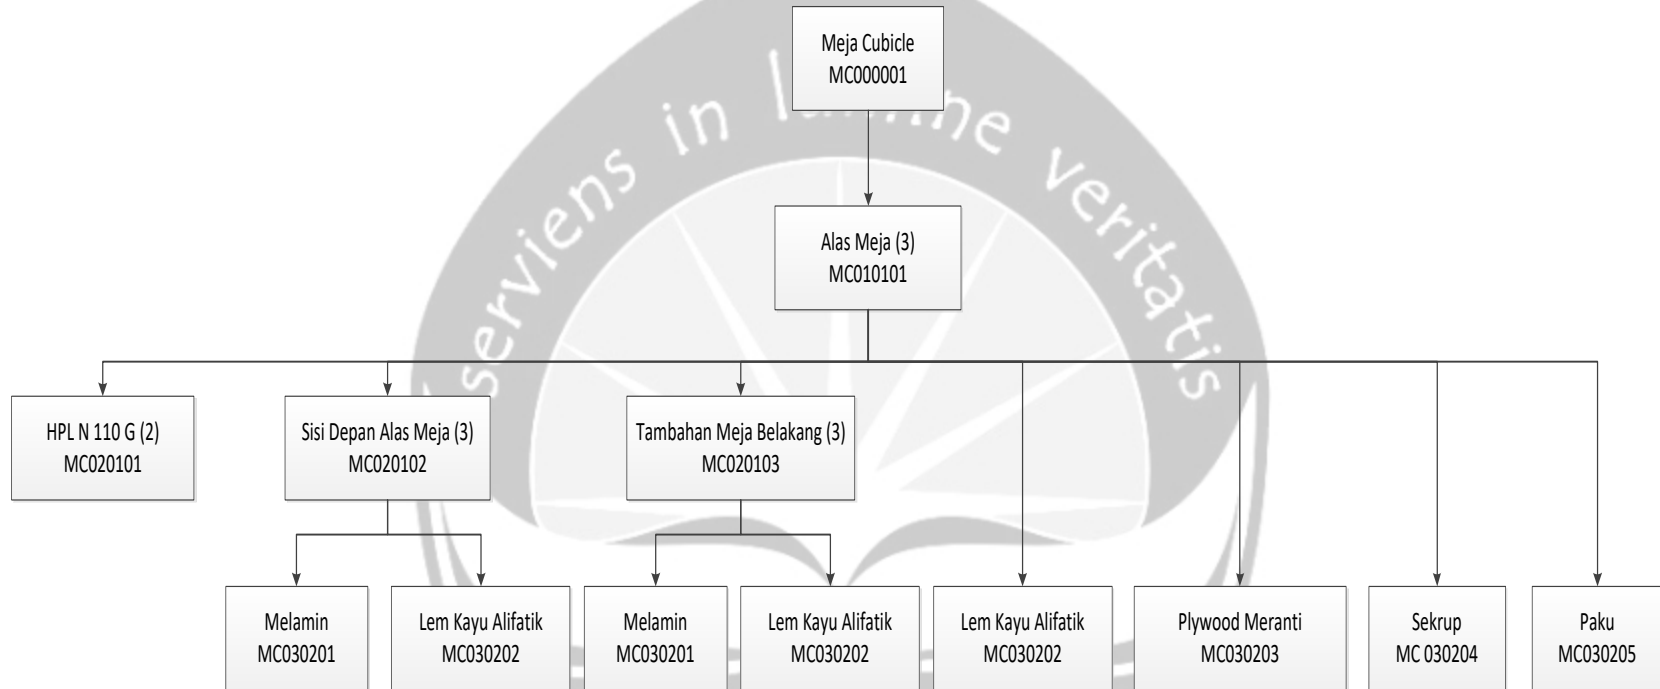 Meja Cubicle
MC000001
serviens in lumine veritatis
Alas Meja (3)
MC010101
HPL N 110 G (2)
MC020101
Sisi Depan Alas Meja (3)
MC020102
Tambahan Meja Belakang (3)
MC020103
Melamin
MC030201
Lem Kayu Alifatik
MC030202
Melamin
MC030201
Lem Kayu Alifatik
MC030202
Lem Kayu Alifatik
MC030202
Plywood Meranti
MC030203
Sekrup
MC 030204
Paku
MC030205